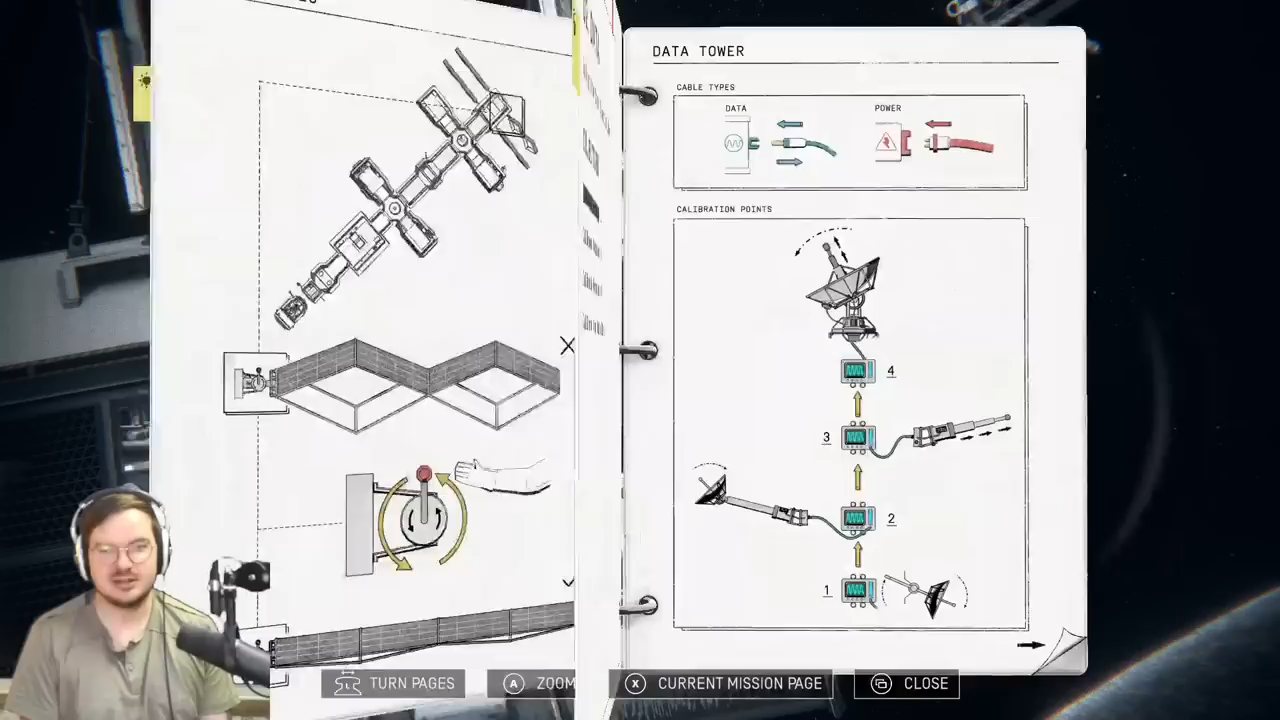 DATA TOWER
CABLE TYPES
DATA
POWER
CALIBRATION POINTS
4
3
2
1
TURN PAGES
A ZOOM
X CURRENT MISSION PAGE
CLOSE